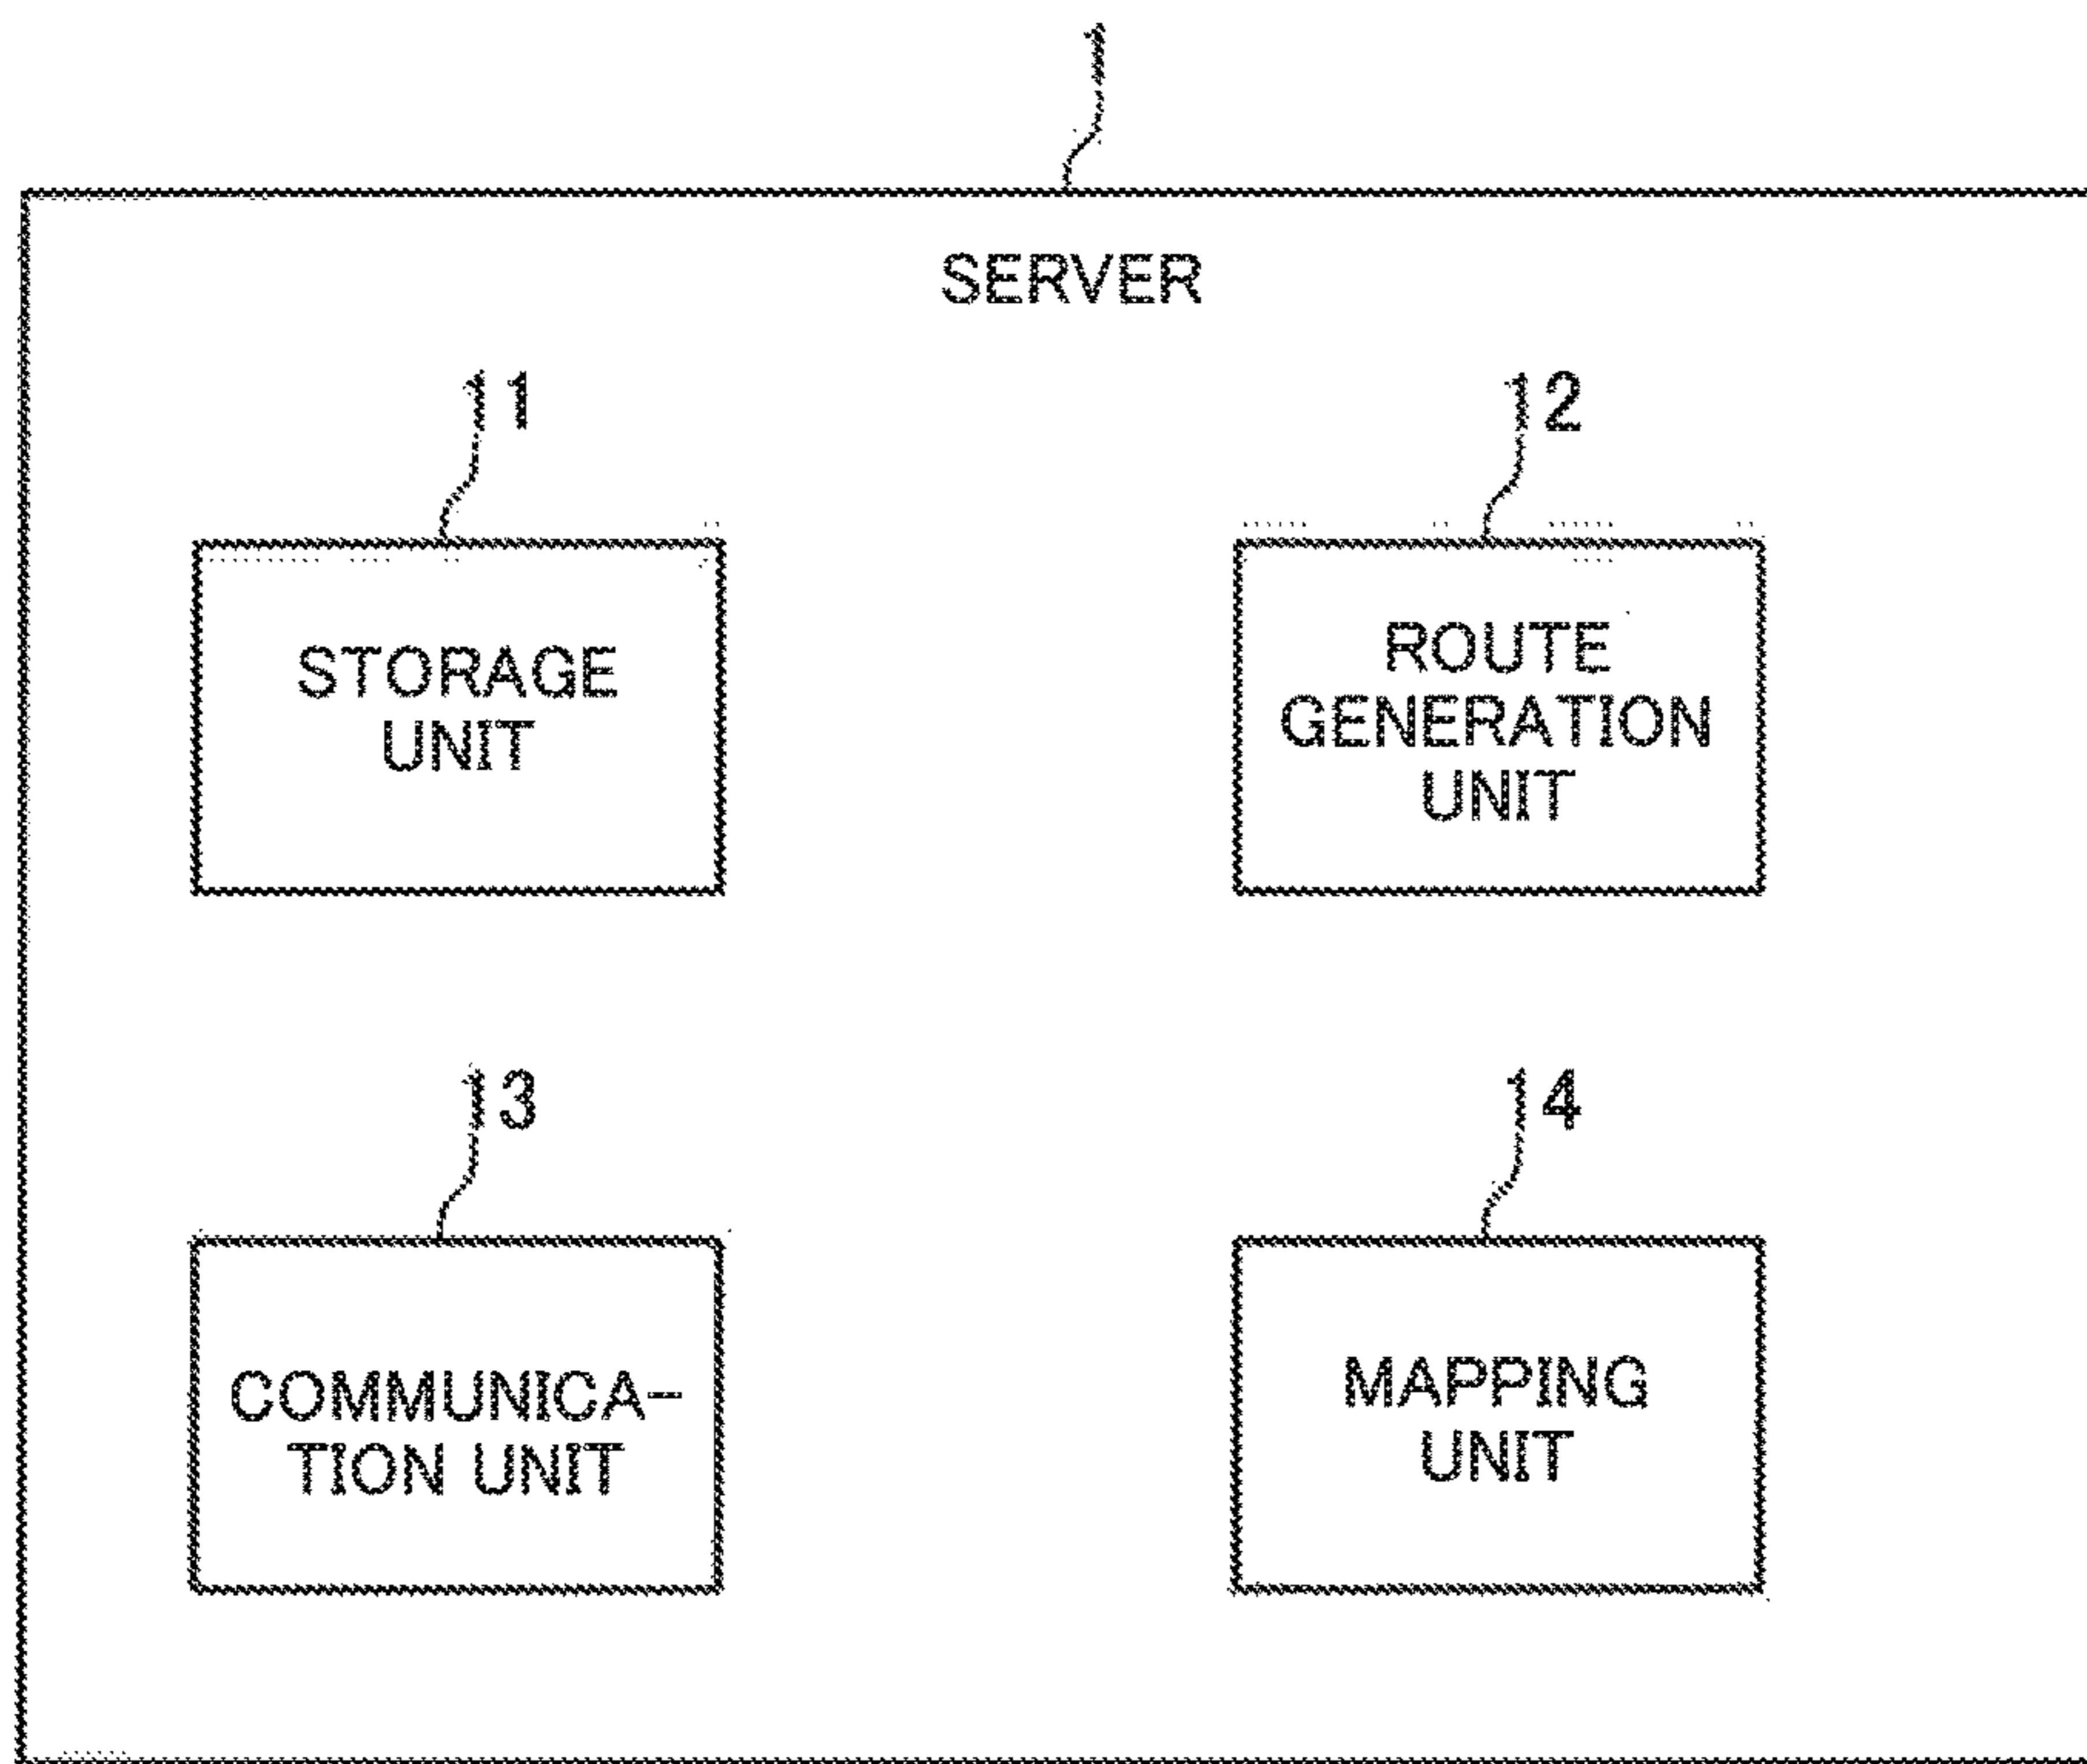 1
SERVER
11
12
STORAGE
UNIT
ROUTE
GENERATION
UNIT
13
14
COMMUNICA-
TION UNIT
MAPPING
UNIT